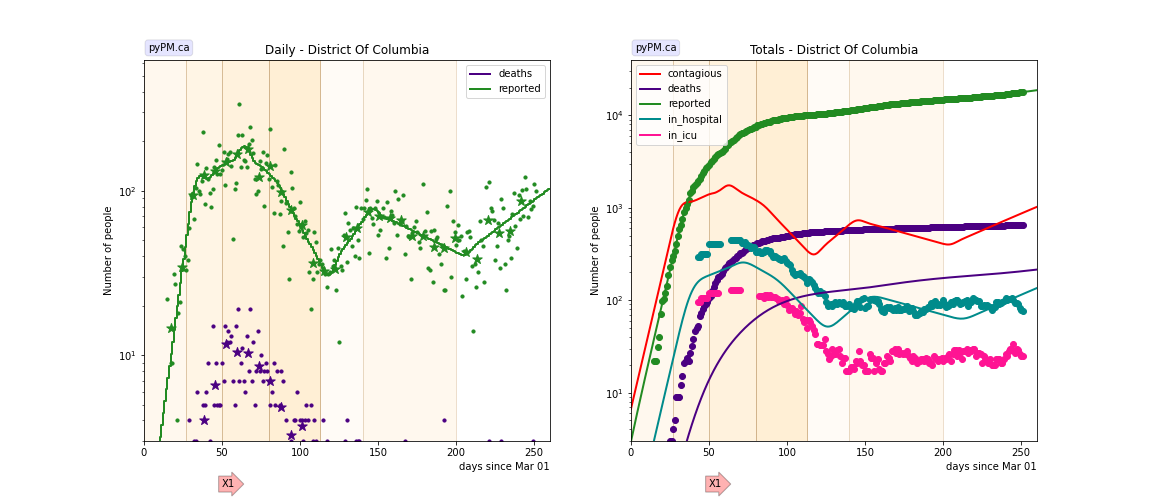 pyPM.ca
Daily - District Of Columbia
deaths
reported
Number of people
10²
10¹
0 50 100 150 200 250
days since Mar 01
X1
pyPM.ca
Totals - District Of Columbia
contagious
deaths
reported
in_hospital
in_icu
Number of people
10⁴
10³
10²
10¹
0 50 100 150 200 250
days since Mar 01
X1